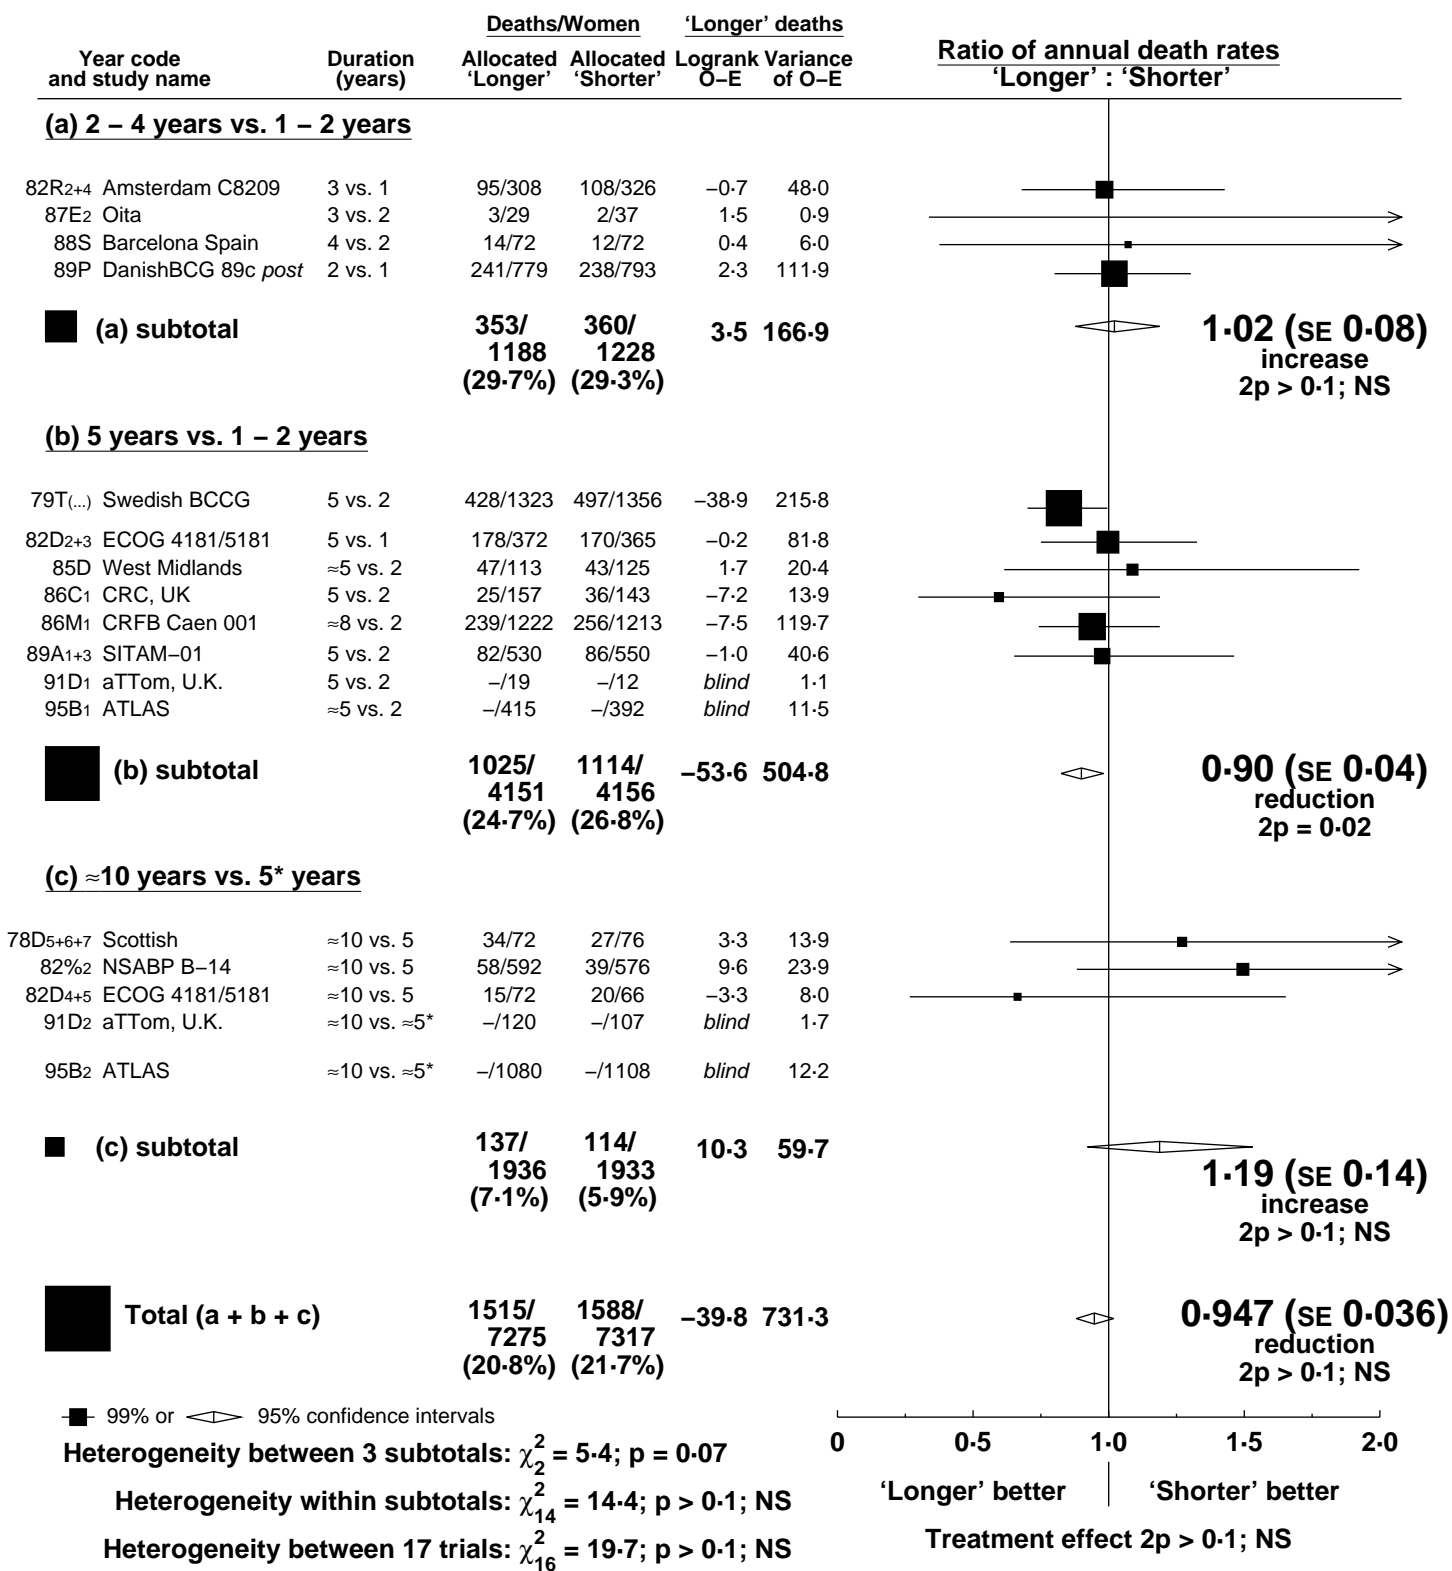 Deaths/Women ‘Longer’ deaths
Year code Duration Allocated Allocated Logrank Variance Ratio of annual death rates
and study name (years) ‘Longer’ ‘Shorter’ O–E of O–E ‘Longer’ : ‘Shorter’
(a) 2 – 4 years vs. 1 – 2 years
82R2+4 Amsterdam C8209 3 vs. 1 95/308 108/326 –0·7 48·0
87E2 Oita 3 vs. 2 3/29 2/37 1·5 0·9
88S Barcelona Spain 4 vs. 2 14/72 12/72 0·4 6·0
89P DanishBCG 89c post 2 vs. 1 241/779 238/793 2·3 111·9
(a) subtotal 353/ 360/ 3·5 166·9 1·02 (SE 0·08)
1188 1228 increase
(29·7%) (29·3%) 2p > 0·1; NS
(b) 5 years vs. 1 – 2 years
79T(...) Swedish BCCG 5 vs. 2 428/1323 497/1356 –38·9 215·8
82D2+3 ECOG 4181/5181 5 vs. 1 178/372 170/365 –0·2 81·8
85D West Midlands ≈5 vs. 2 47/113 43/125 1·7 20·4
86C1 CRC, UK 5 vs. 2 25/157 36/143 –7·2 13·9
86M1 CRFB Caen 001 ≈8 vs. 2 239/1222 256/1213 –7·5 119·7
89A1+3 SITAM–01 5 vs. 2 82/530 86/550 –1·0 40·6
91D1 aTTom, U.K. 5 vs. 2 –/19 –/12 blind 1·1
95B1 ATLAS ≈5 vs. 2 –/415 –/392 blind 11·5
(b) subtotal 1025/ 1114/ –53·6 504·8 0·90 (SE 0·04)
4151 4156 reduction
(24·7%) (26·8%) 2p = 0·02
(c) ≈10 years vs. 5* years
78D5+6+7 Scottish ≈10 vs. 5 34/72 27/76 3·3 13·9
82%2 NSABP B–14 ≈10 vs. 5 58/592 39/576 9·6 23·9
82D4+5 ECOG 4181/5181 ≈10 vs. 5 15/72 20/66 –3·3 8·0
91D2 aTTom, U.K. ≈10 vs. ≈5* –/120 –/107 blind 1·7
95B2 ATLAS ≈10 vs. ≈5* –/1080 –/1108 blind 12·2
(c) subtotal 137/ 114/ 10·3 59·7
1936 1933 1·19 (SE 0·14)
(7·1%) (5·9%) increase
2p > 0·1; NS
Total (a + b + c) 1515/ 1588/ –39·8 731·3 0·947 (SE 0·036)
7275 7317 reduction
(20·8%) (21·7%) 2p > 0·1; NS
99% or 95% confidence intervals
0 0·5 1·0 1·5 2·0
Heterogeneity between 3 subtotals: χ²₂ = 5·4; p = 0·07
‘Longer’ better ‘Shorter’ better
Heterogeneity within subtotals: χ²₁₄ = 14·4; p > 0·1; NS
Treatment effect 2p > 0·1; NS
Heterogeneity between 17 trials: χ²₁₆ = 19·7; p > 0·1; NS